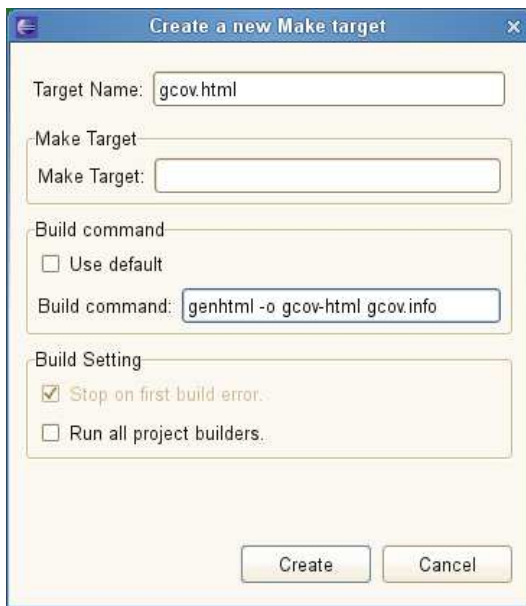 Create a new Make target
Target Name: gcov.html
Make Target
Make Target:
Build command
Use default
Build command: genhtml -o gcov-html gcov.info
Build Setting
Stop on first build error.
Run all project builders.
Create Cancel